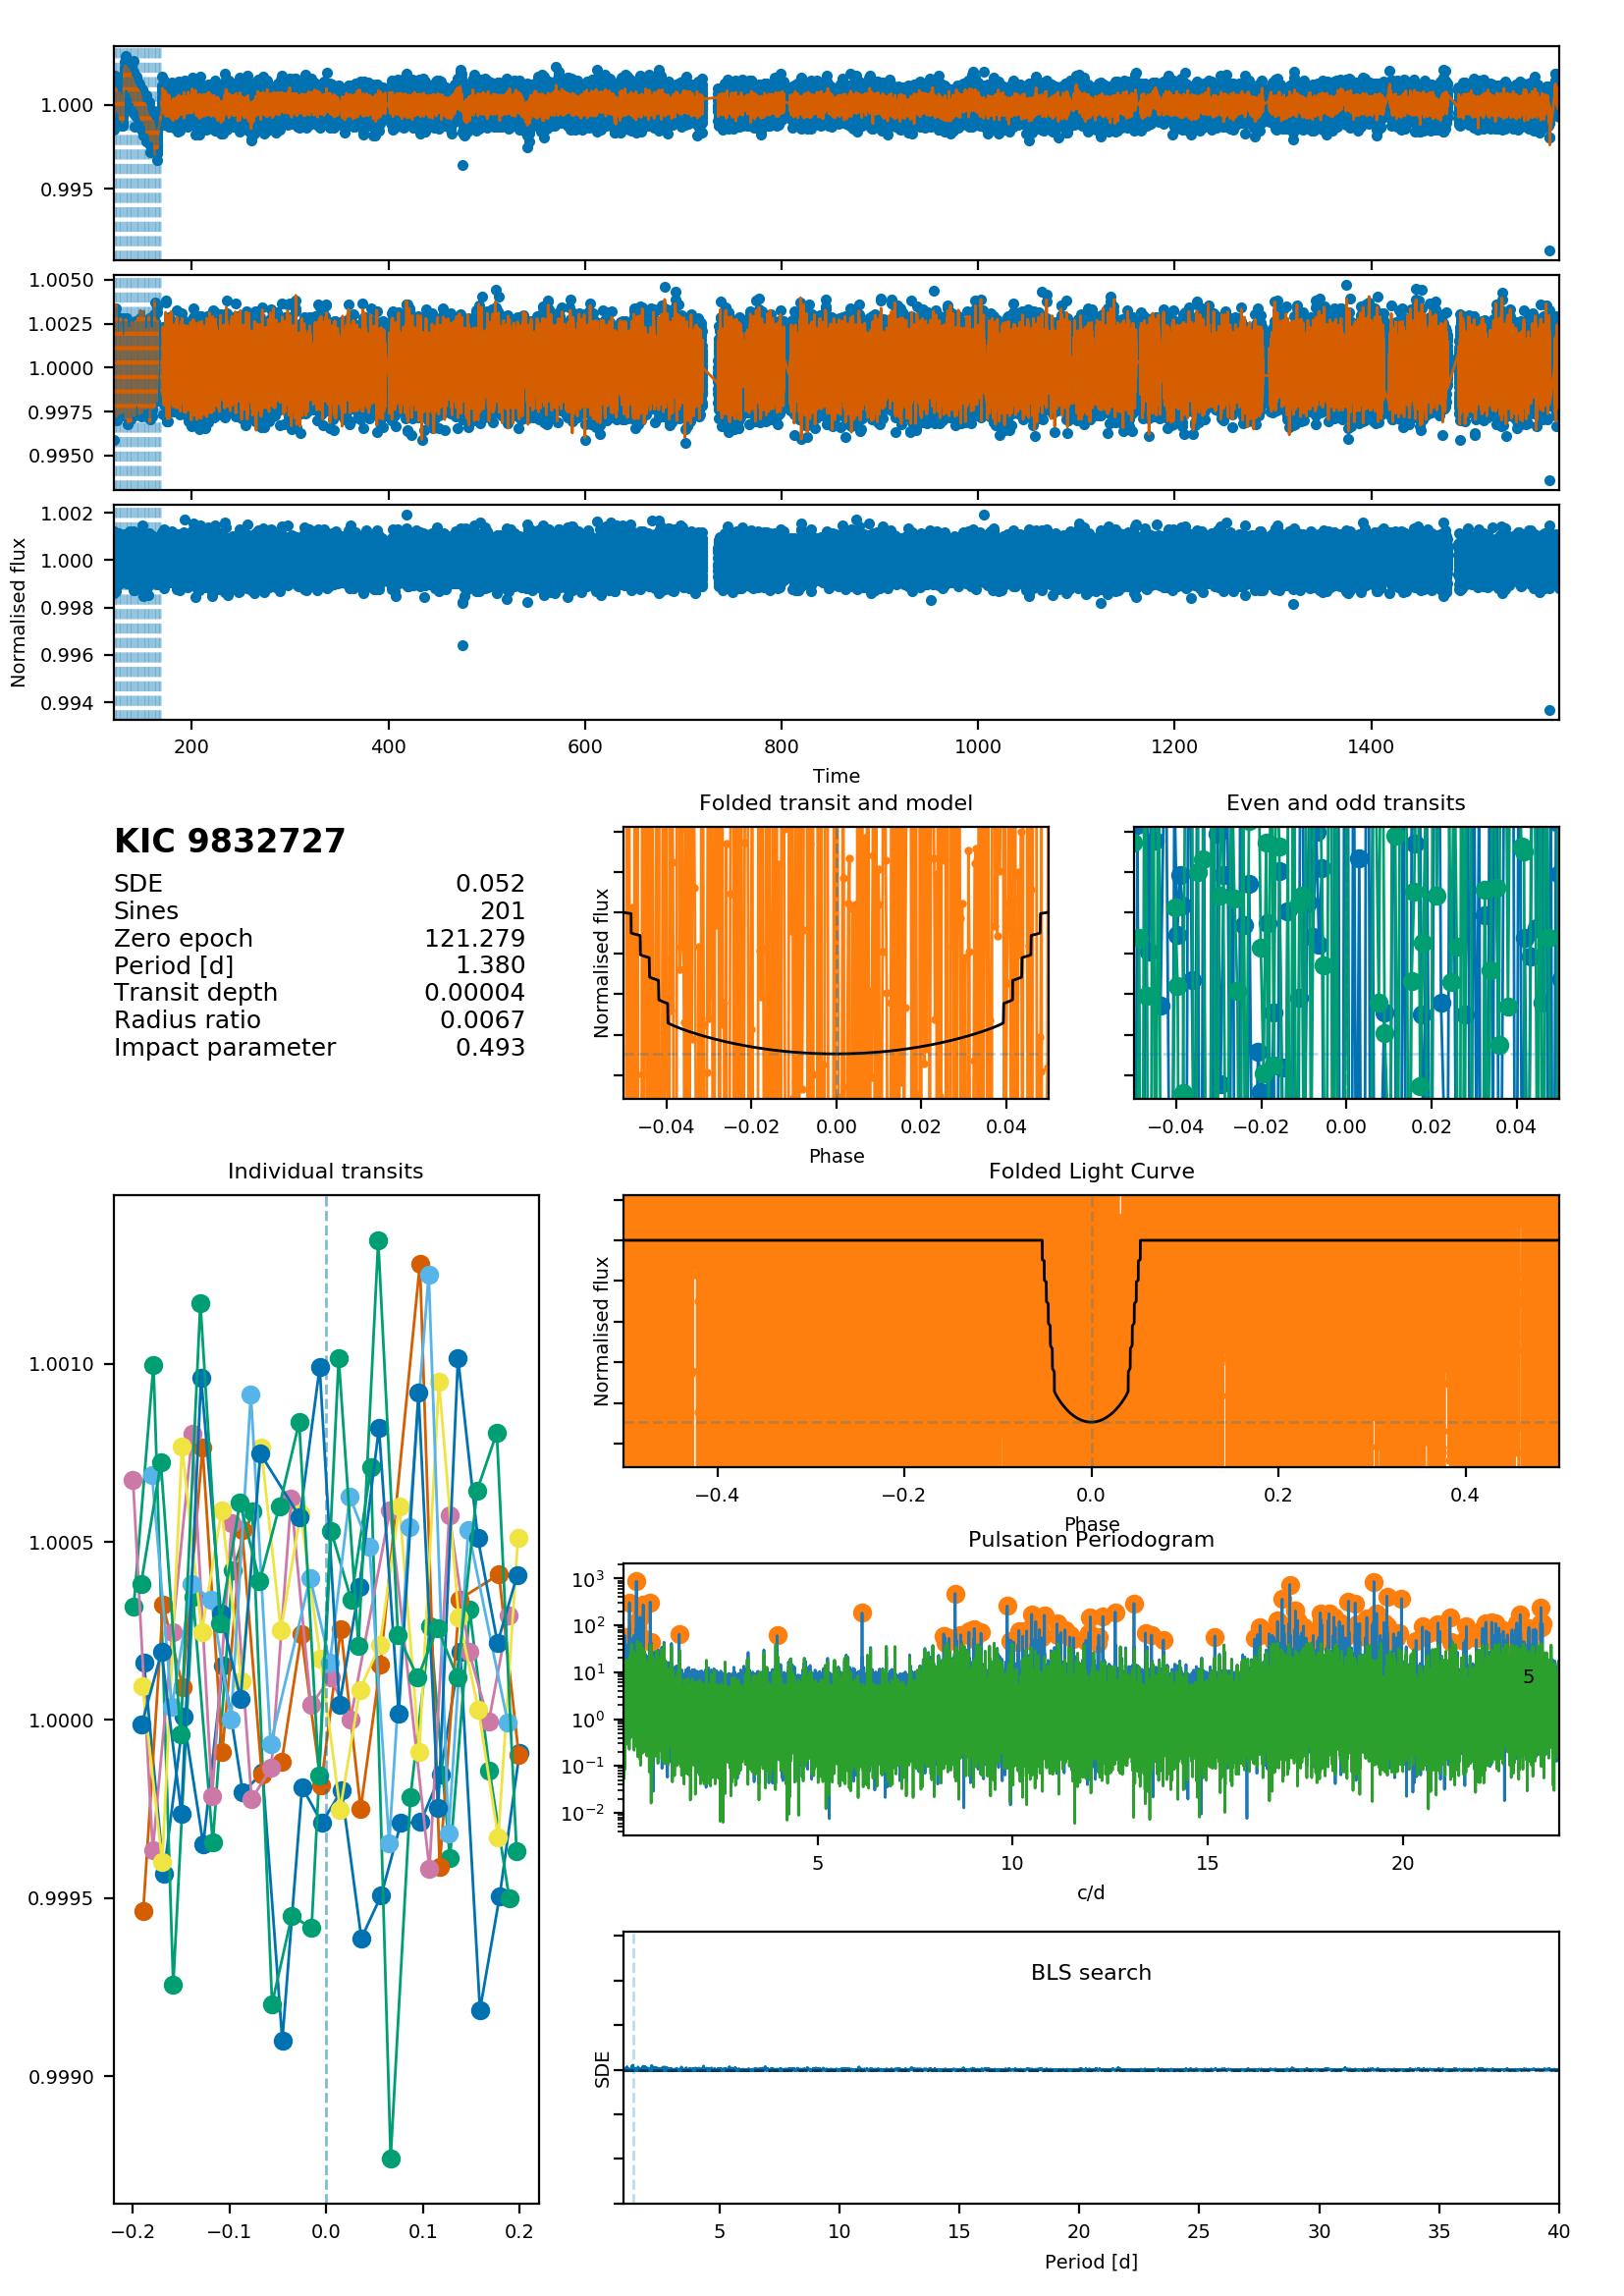 1.000
0.995
1.0050
1.0025
1.0000
0.9975
0.9950
1.002
1.000
0.998
0.996
0.994
Normalised flux
200 400 600 800 1000 1200 1400
Time
KIC 9832727
SDE 0.052
Sines 201
Zero epoch 121.279
Period [d] 1.380
Transit depth 0.00004
Radius ratio 0.0067
Impact parameter 0.493
Folded transit and model
Normalised flux
−0.04 −0.02 0.00 0.02 0.04
Phase
Even and odd transits
−0.04 −0.02 0.00 0.02 0.04
Individual transits
1.0010
1.0005
1.0000
0.9995
0.9990
−0.2 −0.1 0.0 0.1 0.2
Folded Light Curve
Normalised flux
−0.4 −0.2 0.0 0.2 0.4
Phase
Pulsation Periodogram
10³
10²
10¹
10⁰
10⁻¹
10⁻²
5
5 10 15 20
c/d
BLS search
SDE
5 10 15 20 25 30 35 40
Period [d]